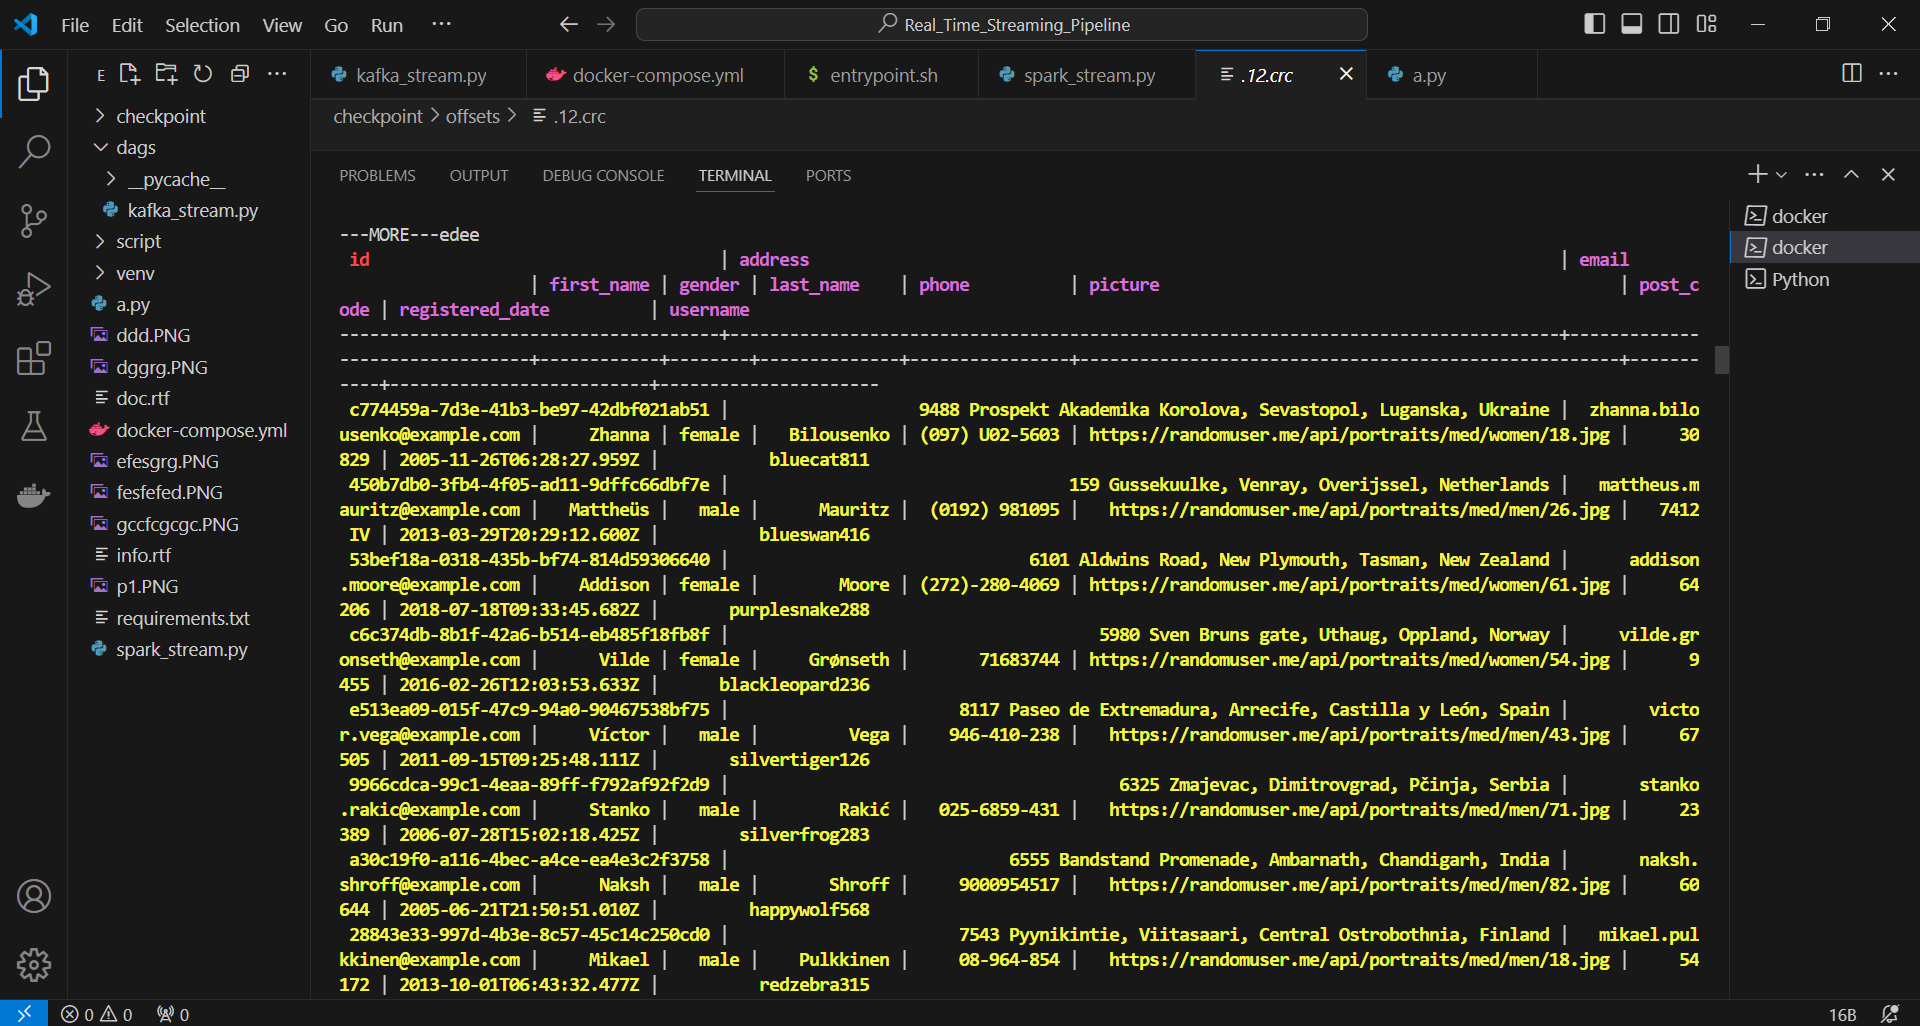 File Edit Selection View Go Run ···
Real_Time_Streaming_Pipeline
E
checkpoint
dags
__pycache__
kafka_stream.py
script
venv
a.py
ddd.PNG
dggrg.PNG
doc.rtf
docker-compose.yml
efesgrg.PNG
fesfefed.PNG
gccfcgcgc.PNG
info.rtf
p1.PNG
requirements.txt
spark_stream.py
kafka_stream.py docker-compose.yml $ entrypoint.sh spark_stream.py .12.crc a.py
checkpoint > offsets > .12.crc
PROBLEMS OUTPUT DEBUG CONSOLE TERMINAL PORTS
---MORE---edee
id | address | email
| first_name | gender | last_name | phone | picture | post_c
ode | registered_date | username
--------------------------------------+-----------------------------------------------------------------------------------+-------------
-------------------+------------+--------+--------------+----------------+------------------------------------------------------+-------
----+--------------------------+----------------------
c774459a-7d3e-41b3-be97-42dbf021ab51 | 9488 Prospekt Akademika Korolova, Sevastopol, Luganska, Ukraine | zhanna.bilo
usenko@example.com | Zhanna | female | Bilousenko | (097) U02-5603 | https://randomuser.me/api/portraits/med/women/18.jpg | 30
829 | 2005-11-26T06:28:27.959Z | bluecat811
450b7db0-3fb4-4f05-ad11-9dffc66dbf7e | 159 Gussekuulke, Venray, Overijssel, Netherlands | mattheus.m
auritz@example.com | Mattheüs | male | Mauritz | (0192) 981095 | https://randomuser.me/api/portraits/med/men/26.jpg | 7412
IV | 2013-03-29T20:29:12.600Z | blueswan416
53bef18a-0318-435b-bf74-814d59306640 | 6101 Aldwins Road, New Plymouth, Tasman, New Zealand | addison
.moore@example.com | Addison | female | Moore | (272)-280-4069 | https://randomuser.me/api/portraits/med/women/61.jpg | 64
206 | 2018-07-18T09:33:45.682Z | purplesnake288
c6c374db-8b1f-42a6-b514-eb485f18fb8f | 5980 Sven Bruns gate, Uthaug, Oppland, Norway | vilde.gr
onseth@example.com | Vilde | female | Grønseth | 71683744 | https://randomuser.me/api/portraits/med/women/54.jpg | 9
455 | 2016-02-26T12:03:53.633Z | blackleopard236
e513ea09-015f-47c9-94a0-90467538bf75 | 8117 Paseo de Extremadura, Arrecife, Castilla y León, Spain | victo
r.vega@example.com | Víctor | male | Vega | 946-410-238 | https://randomuser.me/api/portraits/med/men/43.jpg | 67
505 | 2011-09-15T09:25:48.111Z | silvertiger126
9966cdca-99c1-4eaa-89ff-f792af92f2d9 | 6325 Zmajevac, Dimitrovgrad, Pčinja, Serbia | stanko
.rakic@example.com | Stanko | male | Rakić | 025-6859-431 | https://randomuser.me/api/portraits/med/men/71.jpg | 23
389 | 2006-07-28T15:02:18.425Z | silverfrog283
a30c19f0-a116-4bec-a4ce-ea4e3c2f3758 | 6555 Bandstand Promenade, Ambarnath, Chandigarh, India | naksh.
shroff@example.com | Naksh | male | Shroff | 9000954517 | https://randomuser.me/api/portraits/med/men/82.jpg | 60
644 | 2005-06-21T21:50:51.010Z | happywolf568
28843e33-997d-4b3e-8c57-45c14c250cd0 | 7543 Pyynikintie, Viitasaari, Central Ostrobothnia, Finland | mikael.pul
kkinen@example.com | Mikael | male | Pulkkinen | 08-964-854 | https://randomuser.me/api/portraits/med/men/18.jpg | 54
172 | 2013-10-01T06:43:32.477Z | redzebra315
docker
docker
Python
0 0 0 16B